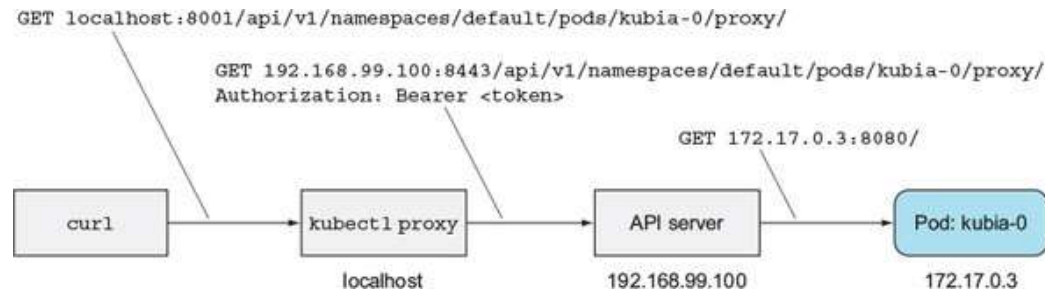 GET localhost:8001/api/v1/namespaces/default/pods/kubia-0/proxy/
GET 192.168.99.100:8443/api/v1/namespaces/default/pods/kubia-0/proxy/
Authorization: Bearer <token>
GET 172.17.0.3:8080/
curl
kubectl proxy
API server
Pod: kubia-0
localhost
192.168.99.100
172.17.0.3